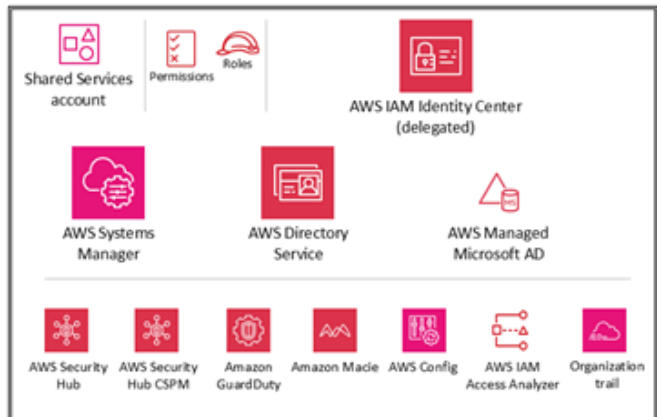 Shared Services
account
Permissions
Roles
AWS IAM Identity Center
(delegated)
AWS Systems
Manager
AWS Directory
Service
MS
AWS Managed
Microsoft AD
AWS Security
Hub
AWS Security
Hub CSPM
Amazon
GuardDuty
Amazon Macie
AWS Config
AWS IAM
Access Analyzer
Organization
trail